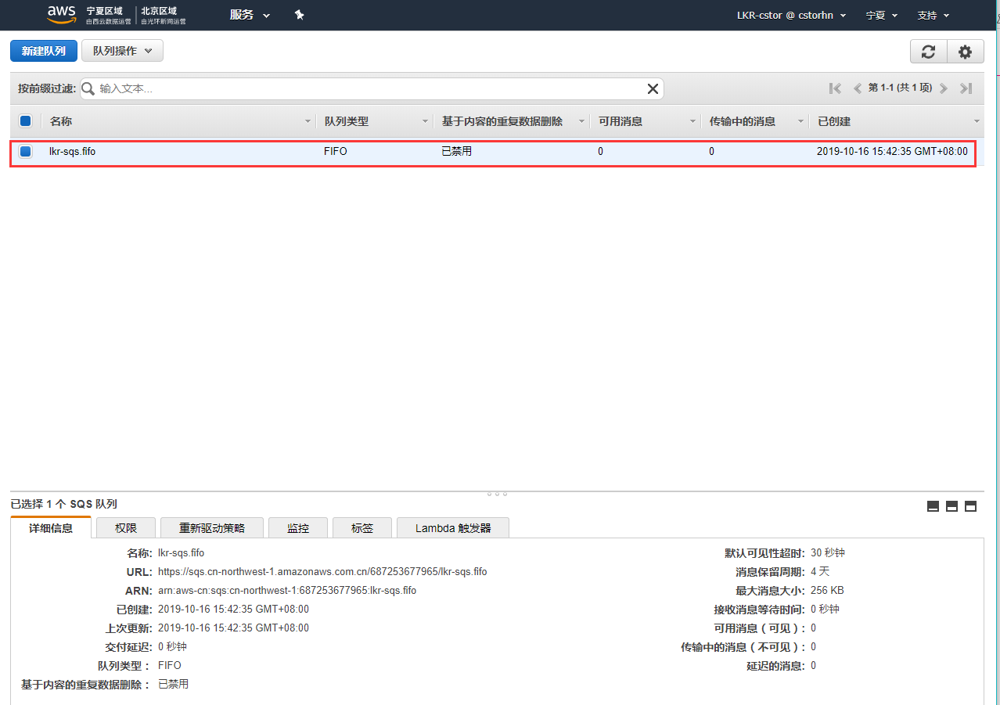 aws 宁夏区域 由西云数据运营 北京区域 由光环新网运营 服务 LKR-cstor @ cstorhn 宁夏 支持
新建队列 队列操作
按前缀过滤: 输入文本... 第 1-1 (共 1 项)
名称 队列类型 基于内容的重复数据删除 可用消息 传输中的消息 已创建
lkr-sqs.fifo FIFO 已禁用 0 0 2019-10-16 15:42:35 GMT+08:00
已选择 1 个 SQS 队列
详细信息 权限 重新驱动策略 监控 标签 Lambda 触发器
名称: lkr-sqs.fifo 默认可见性超时: 30 秒钟
URL: https://sqs.cn-northwest-1.amazonaws.com.cn/687253677965/lkr-sqs.fifo 消息保留周期: 4 天
ARN: arn:aws-cn:sqs:cn-northwest-1:687253677965:lkr-sqs.fifo 最大消息大小: 256 KB
已创建: 2019-10-16 15:42:35 GMT+08:00 接收消息等待时间: 0 秒钟
上次更新: 2019-10-16 15:42:35 GMT+08:00 可用消息（可见）: 0
交付延迟: 0 秒钟 传输中的消息（不可见）: 0
队列类型： FIFO 延迟的消息: 0
基于内容的重复数据删除： 已禁用